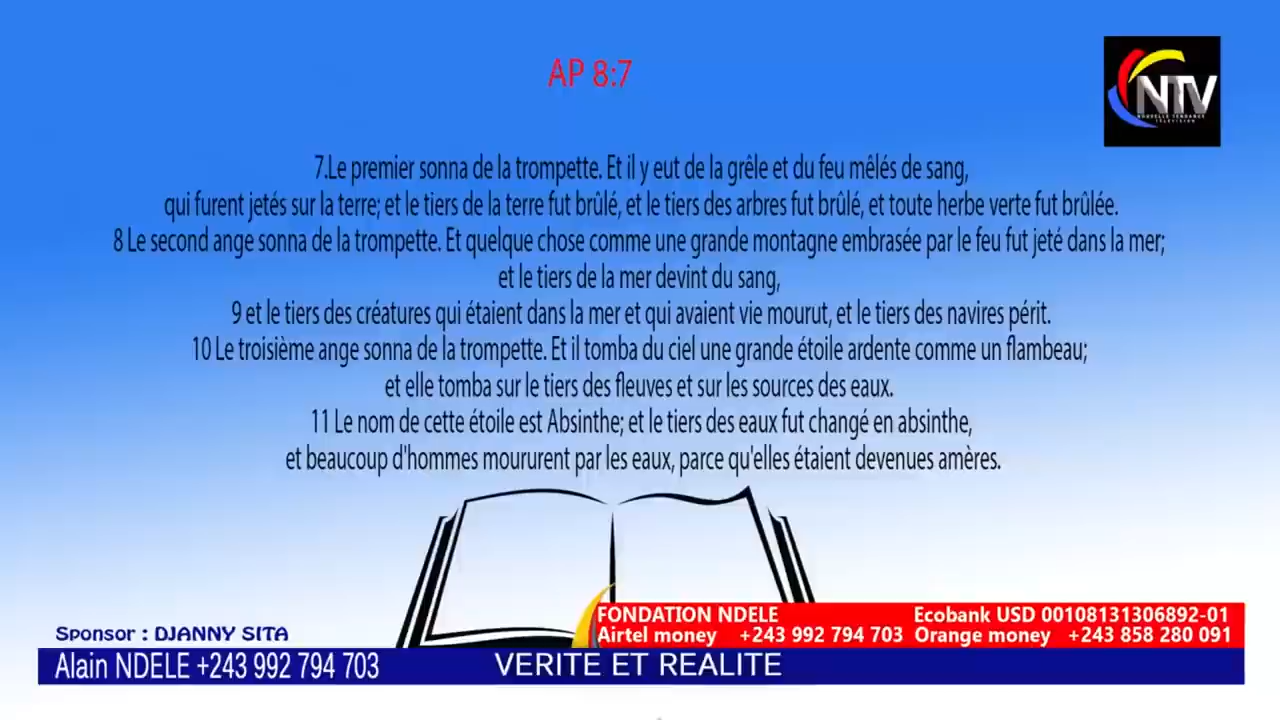 AP 8:7
NTV
NOUVELLE TENDANCE
TELEVISION
7.Le premier sonna de la trompette. Et il y eut de la grêle et du feu mêlés de sang,
qui furent jetés sur la terre; et le tiers de la terre fut brûlé, et le tiers des arbres fut brûlé, et toute herbe verte fut brûlée.
8 Le second ange sonna de la trompette. Et quelque chose comme une grande montagne embrasée par le feu fut jeté dans la mer;
et le tiers de la mer devint du sang,
9 et le tiers des créatures qui étaient dans la mer et qui avaient vie mourut, et le tiers des navires périt.
10 Le troisième ange sonna de la trompette. Et il tomba du ciel une grande étoile ardente comme un flambeau;
et elle tomba sur le tiers des fleuves et sur les sources des eaux.
11 Le nom de cette étoile est Absinthe; et le tiers des eaux fut changé en absinthe,
et beaucoup d'hommes moururent par les eaux, parce qu'elles étaient devenues amères.
FONDATION NDELE Ecobank USD 00108131306892-01
Airtel money +243 992 794 703 Orange money +243 858 280 091
Sponsor : DJANNY SITA
Alain NDELE +243 992 794 703 VERITE ET REALITE